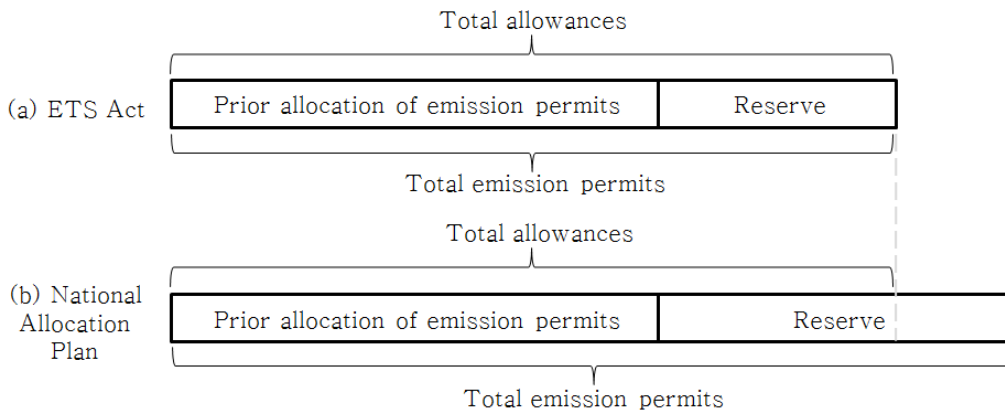 Total allowances
(a) ETS Act
Prior allocation of emission permits
Reserve
Total emission permits
Total allowances
(b) National
Allocation
Plan
Prior allocation of emission permits
Reserve
Total emission permits